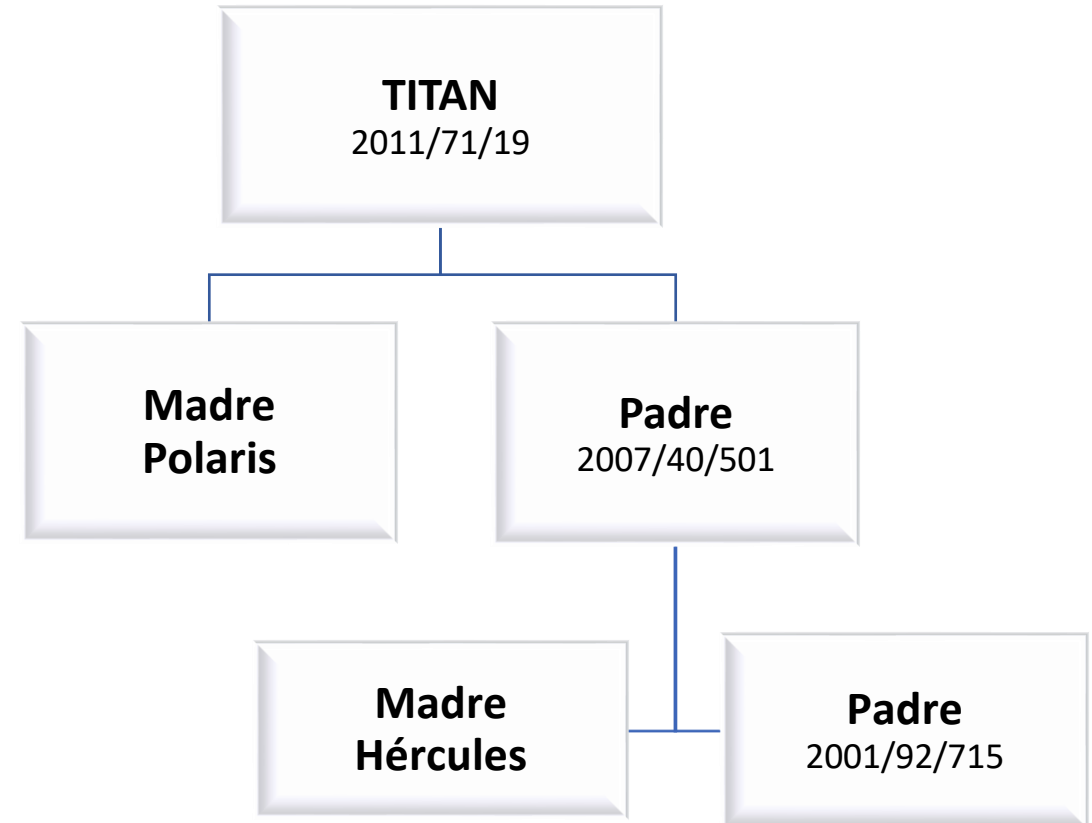 TITAN
2011/71/19
Madre
Polaris
Padre
2007/40/501
Madre
Hércules
Padre
2001/92/715